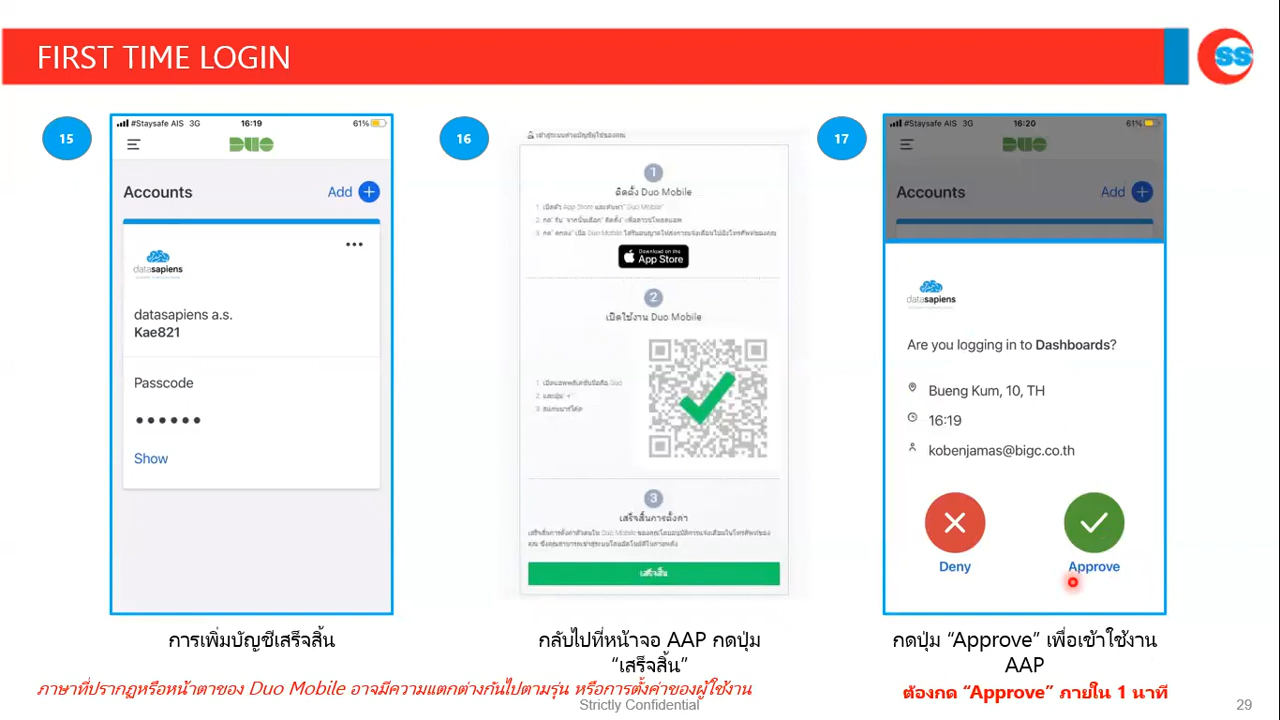 FIRST TIME LOGIN
SS
15
#Staysafe AIS 3G 16:19 61%
DUO
Accounts Add
datasapiens
datasapiens a.s.
Kae821
Passcode
Show
การเพิ่มบัญชีเสร็จสิ้น
16
1
ติดตั้ง Duo Mobile
Download on the
App Store
2
เปิดใช้งาน Duo Mobile
3
เสร็จสิ้นการตั้งค่า
เสร็จสิ้น
กลับไปที่หน้าจอ AAP กดปุ่ม
“เสร็จสิ้น”
17
#Staysafe AIS 3G 16:20 61%
DUO
Accounts Add
datasapiens
Are you logging in to Dashboards?
Bueng Kum, 10, TH
16:19
kobenjamas@bigc.co.th
Deny Approve
กดปุ่ม “Approve” เพื่อเข้าใช้งาน
AAP
ภาษาที่ปรากฏหรือหน้าตาของ Duo Mobile อาจมีความแตกต่างกันไปตามรุ่น หรือการตั้งค่าของผู้ใช้งาน
ต้องกด “Approve” ภายใน 1 นาที
Strictly Confidential
29